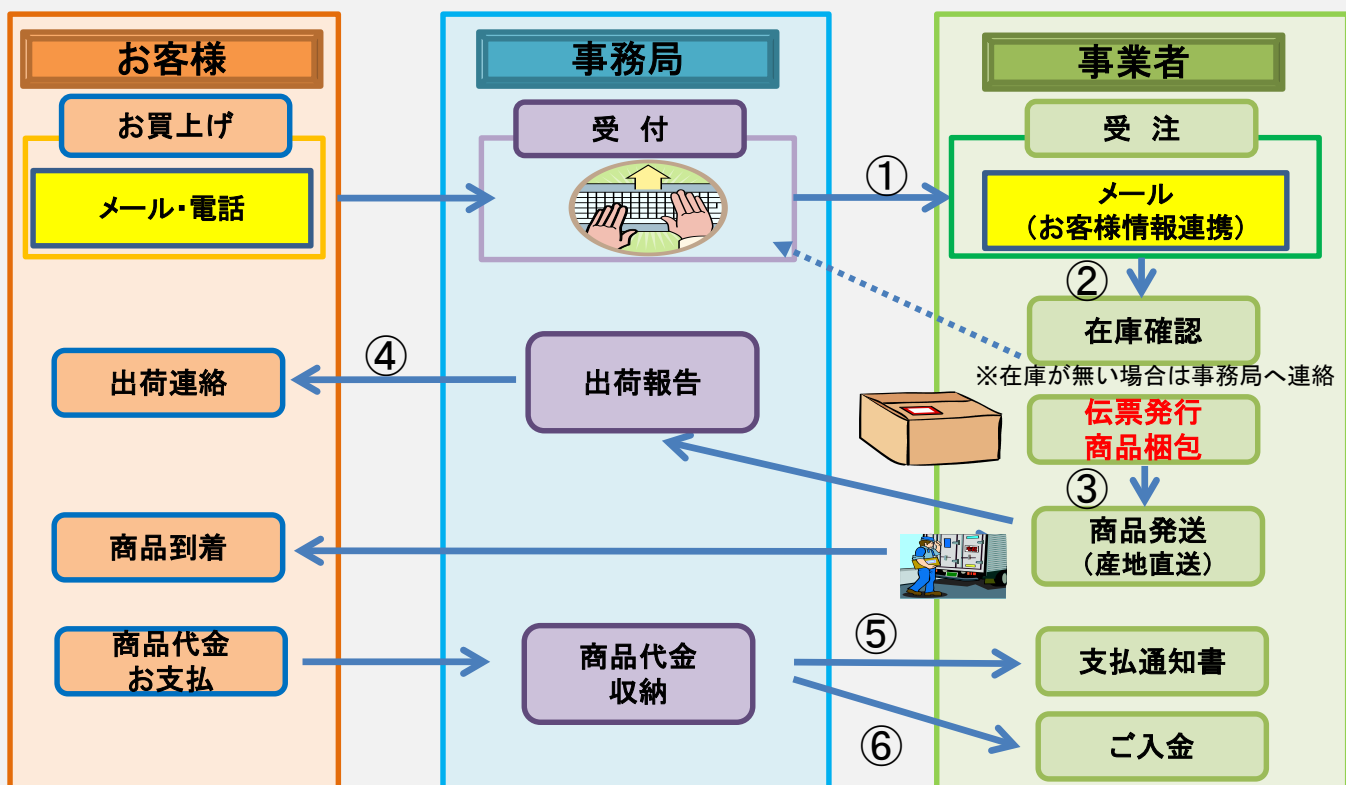 お客様
事務局
事業者
お買上げ
受 付
受 注
メール・電話
①
メール
（お客様情報連携）
②
在庫確認
※在庫が無い場合は事務局へ連絡
④
出荷連絡
出荷報告
伝票発行
商品梱包
③
商品到着
商品発送
（産地直送）
商品代金
お支払
商品代金
収納
⑤
支払通知書
⑥
ご入金